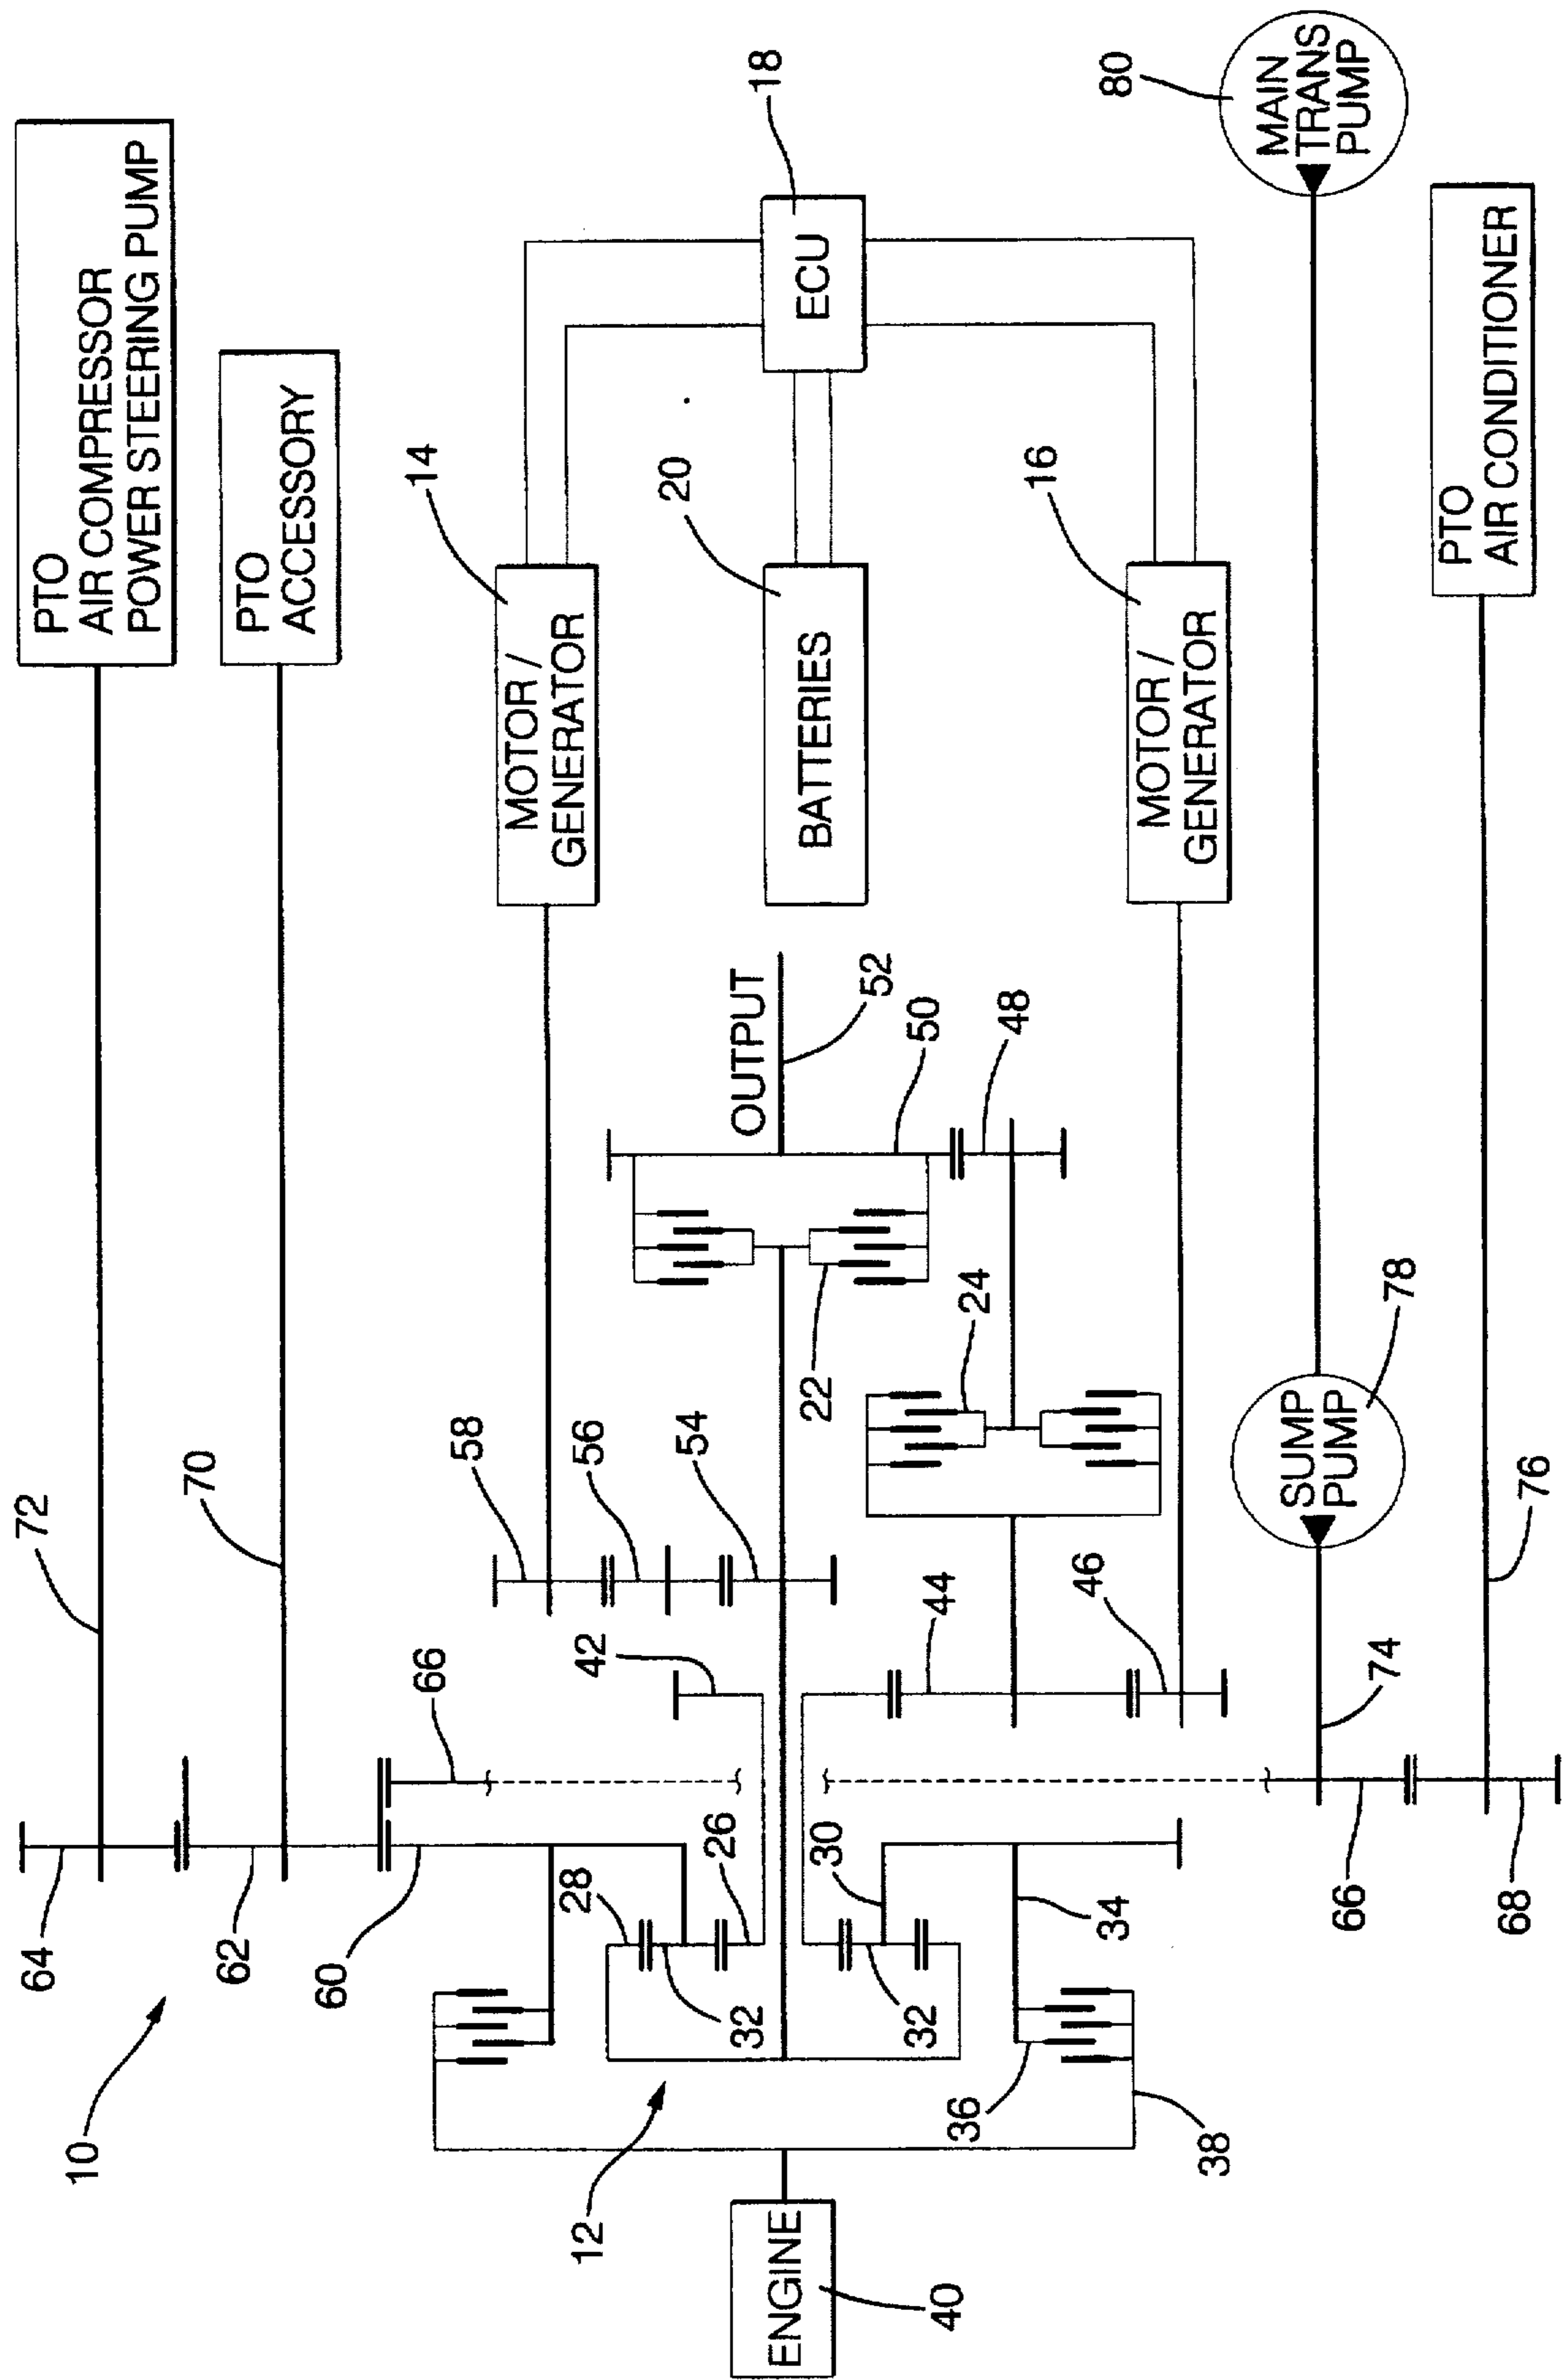 PTO
AIR COMPRESSOR
POWER STEERING PUMP
PTO
ACCESSORY
72
70
64
62
10
60
66
58
56
54
42
14
MOTOR /
GENERATOR
18
ECU
20
BATTERIES
OUTPUT
52
50
48
22
24
28
26
32
12
30
32
34
36
38
ENGINE
40
44
46
16
MOTOR /
GENERATOR
80
MAIN
TRANS
PUMP
SUMP
PUMP
78
74
66
68
76
PTO
AIR CONDITIONER